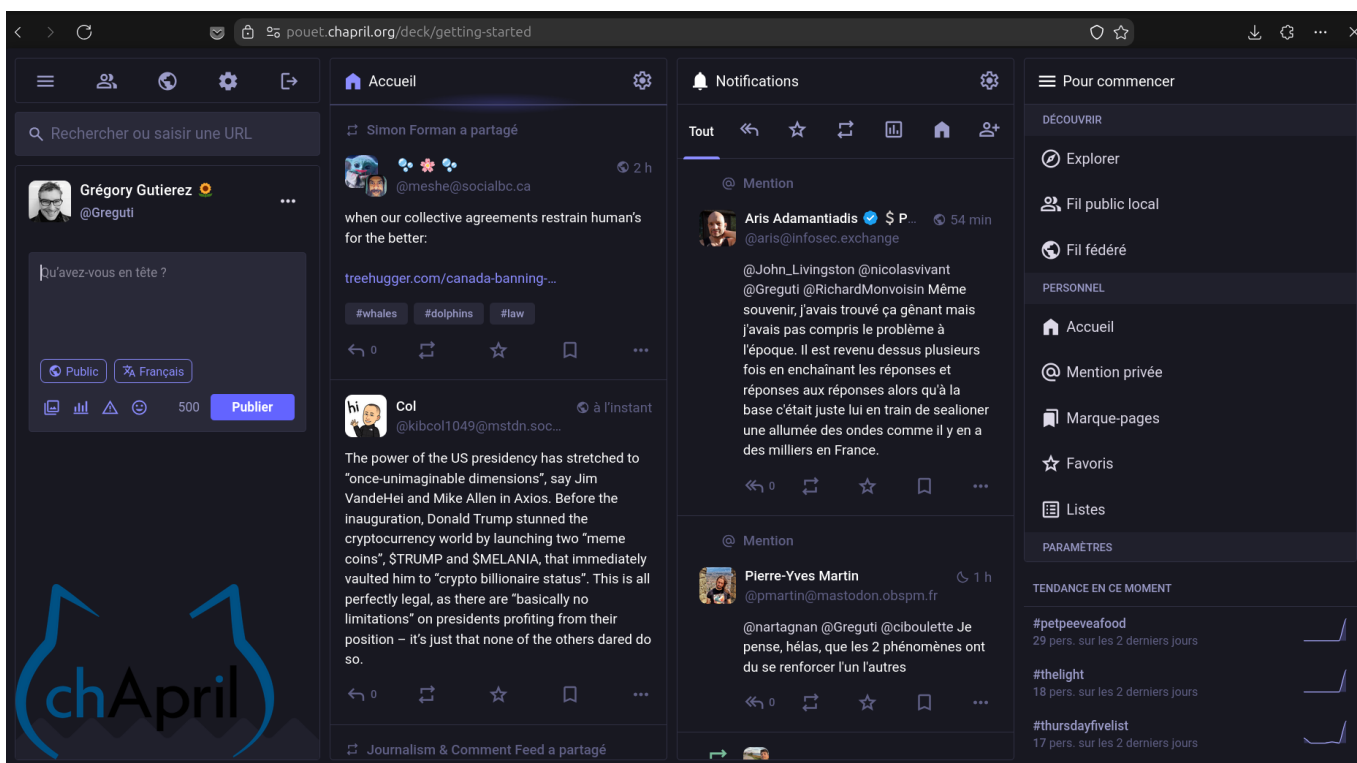 pouet.chapril.org/deck/getting-started
Rechercher ou saisir une URL
Grégory Gutierez
@Greguti
Qu'avez-vous en tête ?
Public
Français
500
Publier
chApril
Accueil
Simon Forman a partagé
2 h
@meshe@socialbc.ca
when our collective agreements restrain human's
for the better:
treehugger.com/canada-banning-...
#whales #dolphins #law
0
hi
Col
à l'instant
@kibcol1049@mstdn.soc...
The power of the US presidency has stretched to
“once-unimaginable dimensions”, say Jim
VandeHei and Mike Allen in Axios. Before the
inauguration, Donald Trump stunned the
cryptocurrency world by launching two “meme
coins”, $TRUMP and $MELANIA, that immediately
vaulted him to “crypto billionaire status”. This is all
perfectly legal, as there are “basically no
limitations” on presidents profiting from their
position – it’s just that none of the others dared do
so.
0
Journalism & Comment Feed a partagé
Notifications
Tout
@ Mention
Aris Adamantiadis $ P...
54 min
@aris@infosec.exchange
@John_Livingston @nicolasvivant
@Greguti @RichardMonvoisin Même
souvenir, j'avais trouvé ça gênant mais
j'avais pas compris le problème à
l'époque. Il est revenu dessus plusieurs
fois en enchaînant les réponses et
réponses aux réponses alors qu'à la
base c'était juste lui en train de sealioner
une allumée des ondes comme il y en a
des milliers en France.
0
@ Mention
Pierre-Yves Martin
1 h
@pmartin@mastodon.obspm.fr
@nartagnan @Greguti @ciboulette Je
pense, hélas, que les 2 phénomènes ont
du se renforcer l'un l'autres
0
Pour commencer
DÉCOUVRIR
Explorer
Fil public local
Fil fédéré
PERSONNEL
Accueil
Mention privée
Marque-pages
Favoris
Listes
PARAMÈTRES
TENDANCE EN CE MOMENT
#petpeeveafood
29 pers. sur les 2 derniers jours
#thelight
18 pers. sur les 2 derniers jours
#thursdayfivelist
17 pers. sur les 2 derniers jours